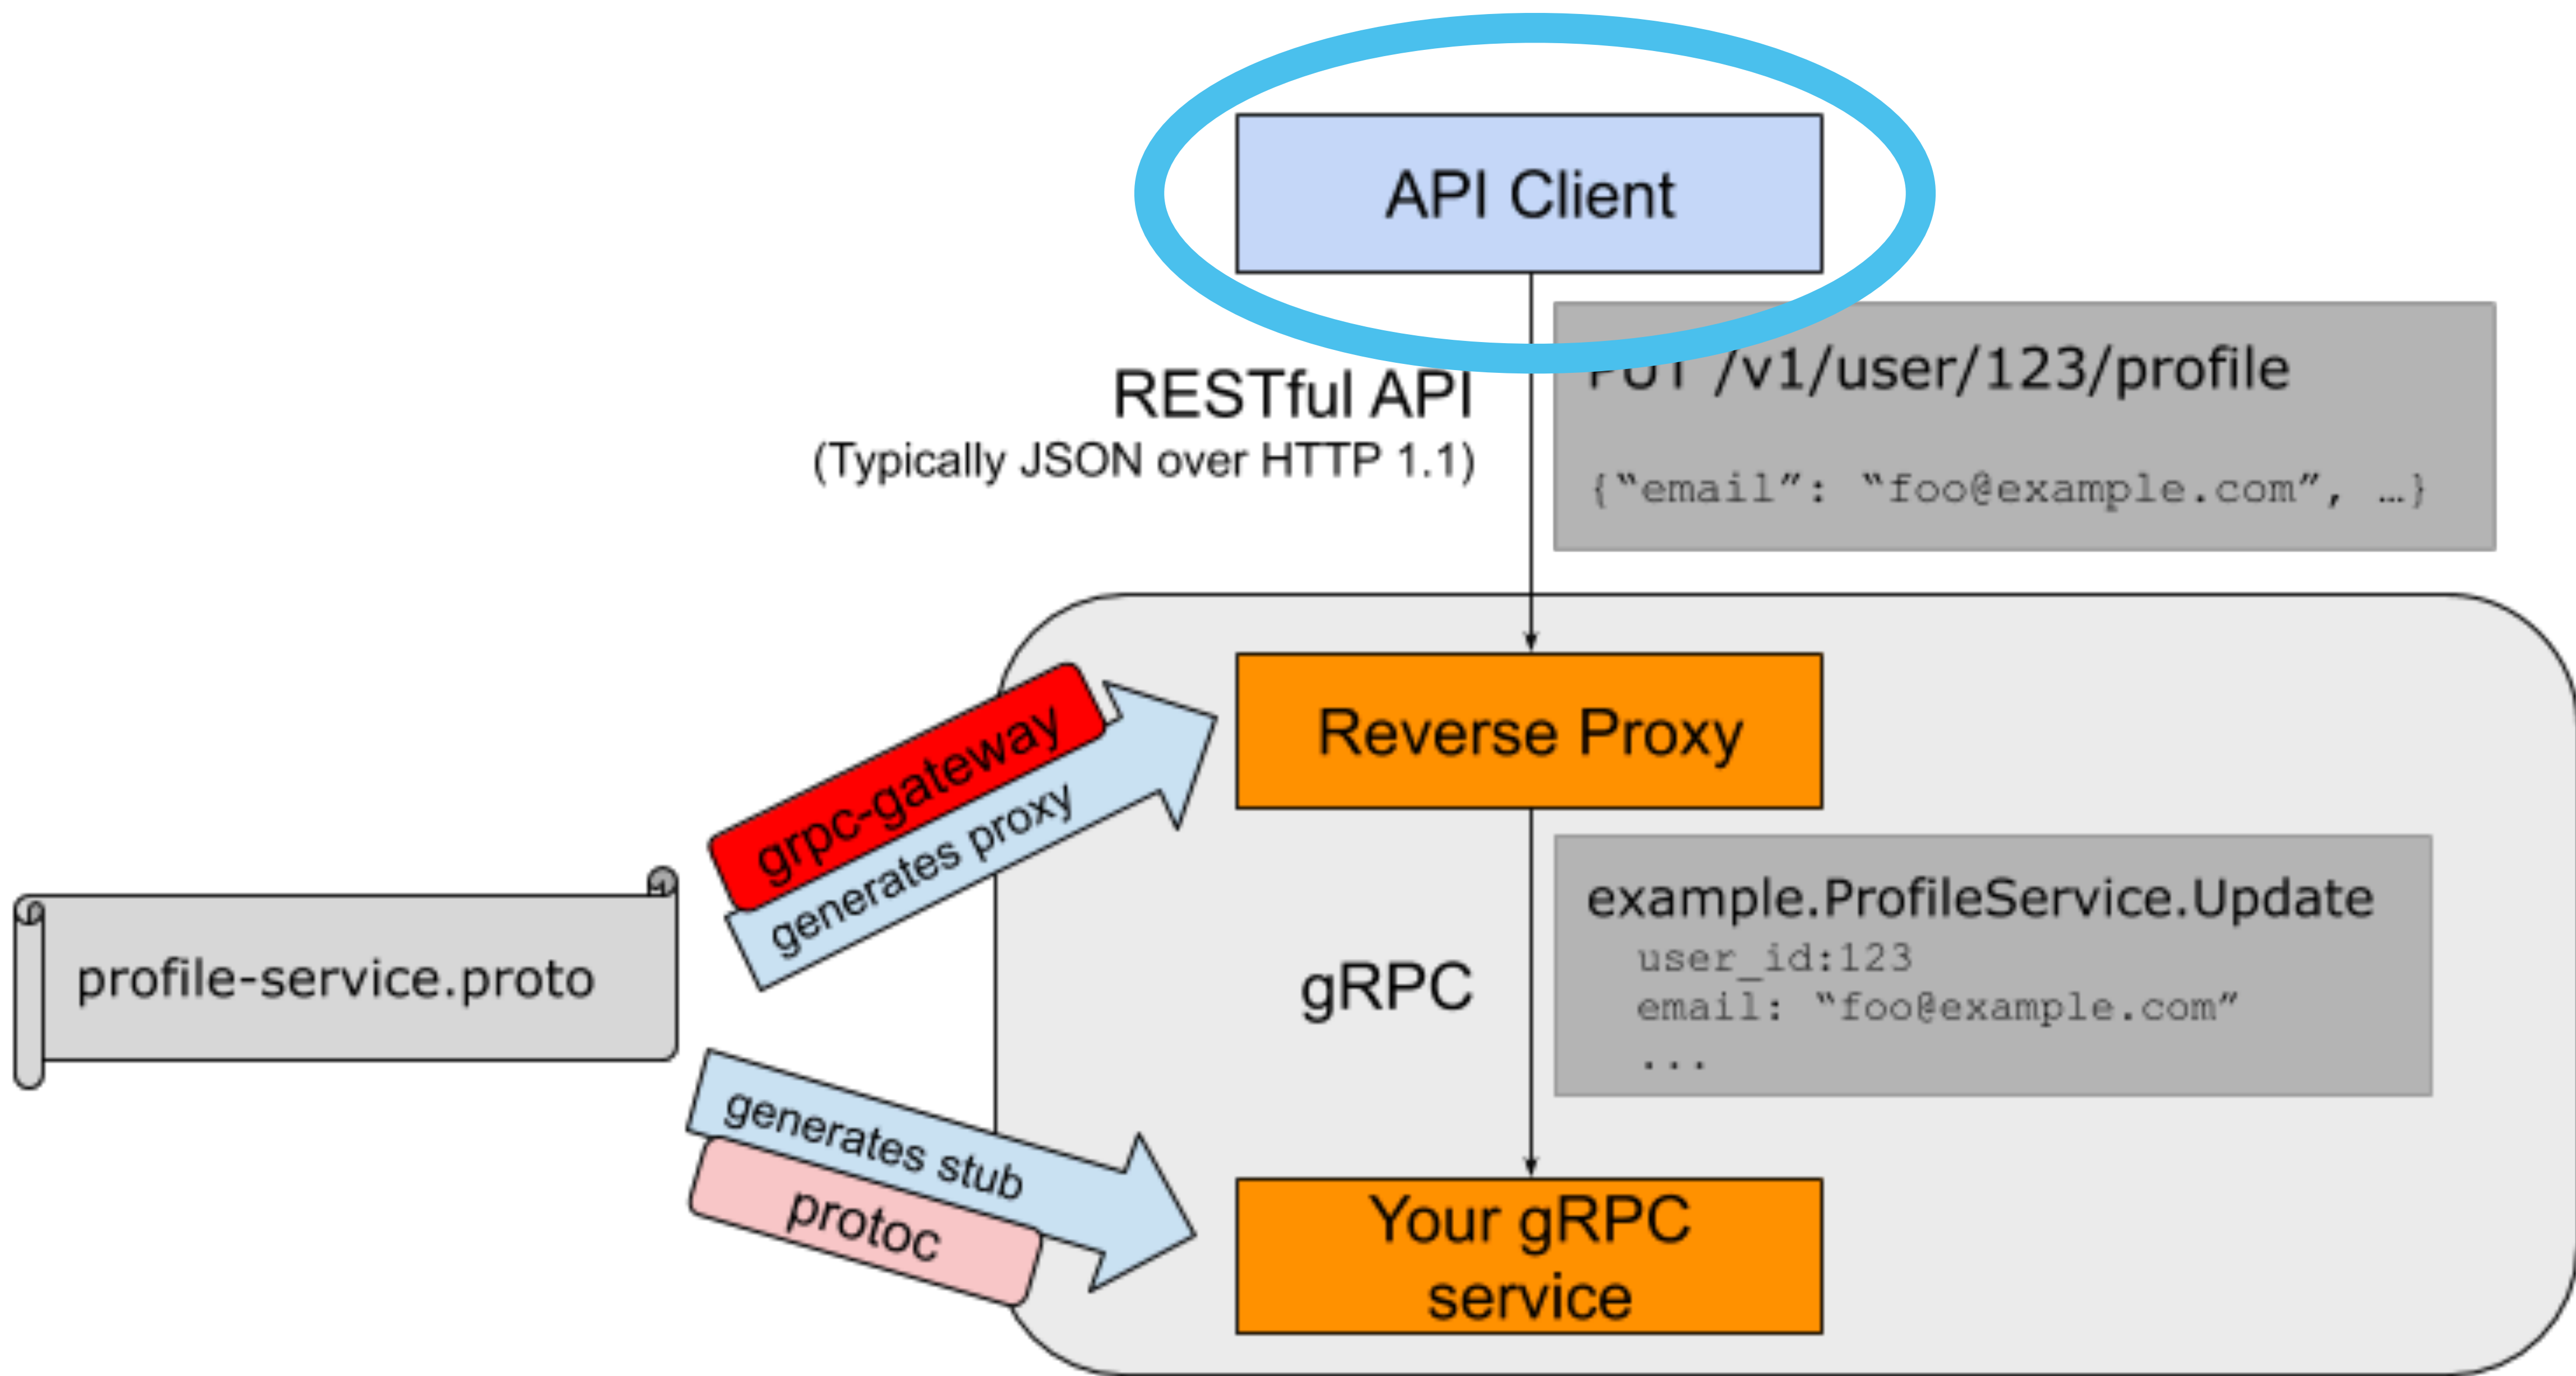 API Client
RESTful API
(Typically JSON over HTTP 1.1)
PUT /v1/user/123/profile
{“email”: “foo@example.com”, …}
Reverse Proxy
grpc-gateway
generates proxy
profile-service.proto
gRPC
example.ProfileService.Update
user_id:123
email: “foo@example.com”
...
generates stub
protoc
Your gRPC
service